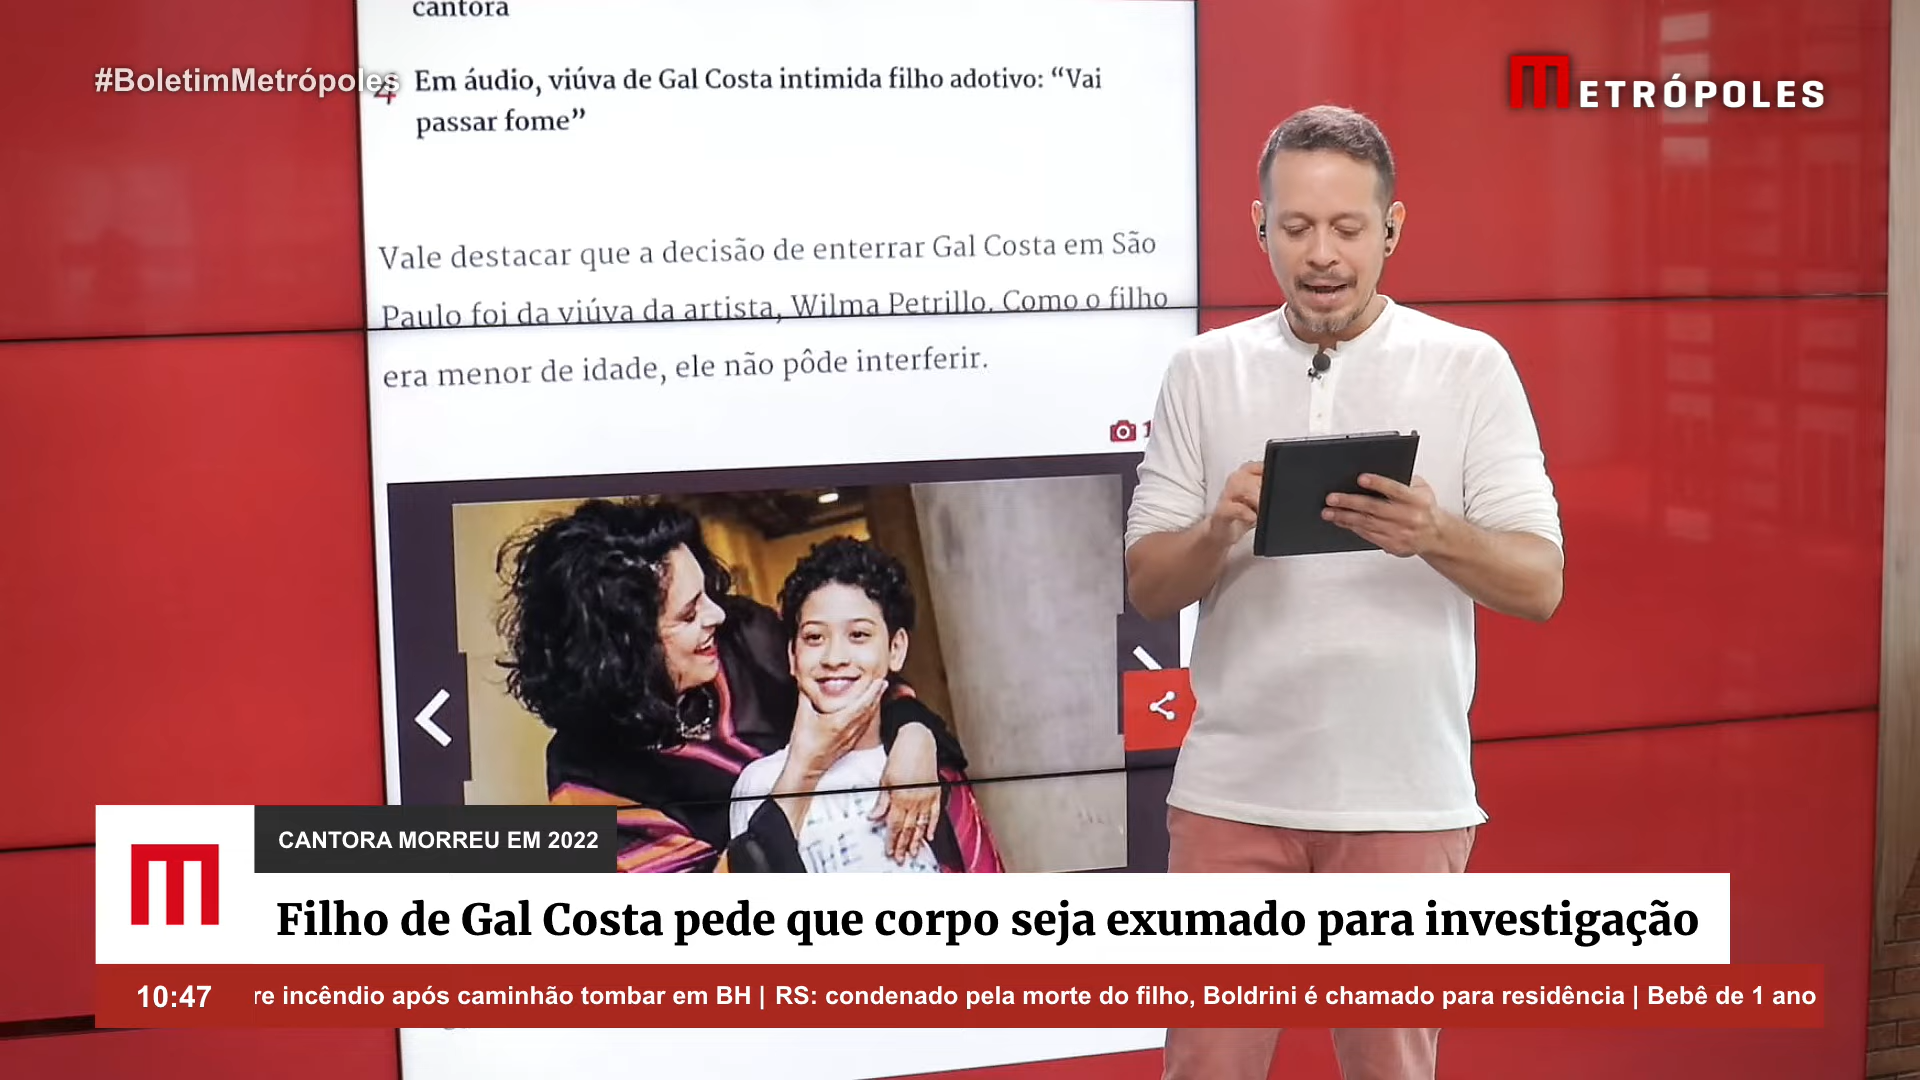 cantora
#BoletimMetrópoles
4
Em áudio, viúva de Gal Costa intimida filho adotivo: “Vai
passar fome”
METRÓPOLES
Vale destacar que a decisão de enterrar Gal Costa em São
Paulo foi da viúva da artista, Wilma Petrillo. Como o filho
era menor de idade, ele não pôde interferir.
CANTORA MORREU EM 2022
Filho de Gal Costa pede que corpo seja exumado para investigação
10:47
re incêndio após caminhão tombar em BH | RS: condenado pela morte do filho, Boldrini é chamado para residência | Bebê de 1 ano